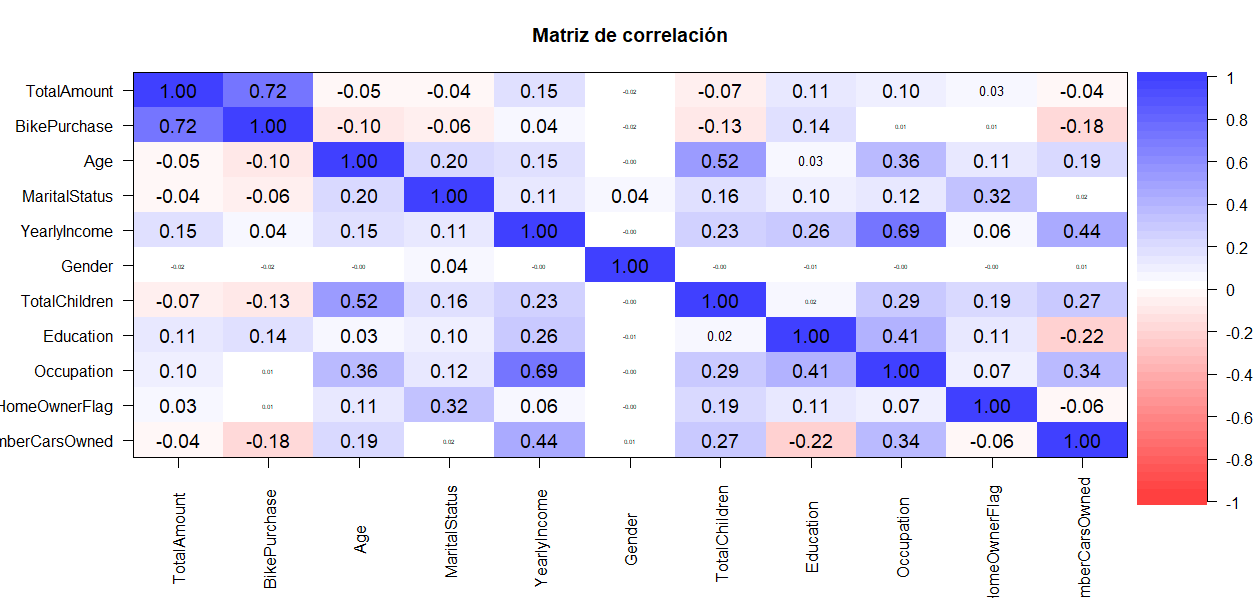 Matriz de correlación
TotalAmount 1.00 0.72 -0.05 -0.04 0.15 -0.02 -0.07 0.11 0.10 0.03 -0.04
BikePurchase 0.72 1.00 -0.10 -0.06 0.04 -0.02 -0.13 0.14 0.01 0.01 -0.18
Age -0.05 -0.10 1.00 0.20 0.15 -0.00 0.52 0.03 0.36 0.11 0.19
MaritalStatus -0.04 -0.06 0.20 1.00 0.11 0.04 0.16 0.10 0.12 0.32 0.02
YearlyIncome 0.15 0.04 0.15 0.11 1.00 -0.00 0.23 0.26 0.69 0.06 0.44
Gender -0.02 -0.02 -0.00 0.04 -0.00 1.00 -0.00 -0.01 -0.00 -0.00 0.01
TotalChildren -0.07 -0.13 0.52 0.16 0.23 -0.00 1.00 0.02 0.29 0.19 0.27
Education 0.11 0.14 0.03 0.10 0.26 -0.01 0.02 1.00 0.41 0.11 -0.22
Occupation 0.10 0.01 0.36 0.12 0.69 -0.00 0.29 0.41 1.00 0.07 0.34
HomeOwnerFlag 0.03 0.01 0.11 0.32 0.06 -0.00 0.19 0.11 0.07 1.00 -0.06
mberCarsOwned -0.04 -0.18 0.19 0.02 0.44 0.01 0.27 -0.22 0.34 -0.06 1.00
TotalAmount
BikePurchase
Age
MaritalStatus
YearlyIncome
Gender
TotalChildren
Education
Occupation
HomeOwnerFlag
mberCarsOwned
1
0.8
0.6
0.4
0.2
0
-0.2
-0.4
-0.6
-0.8
-1